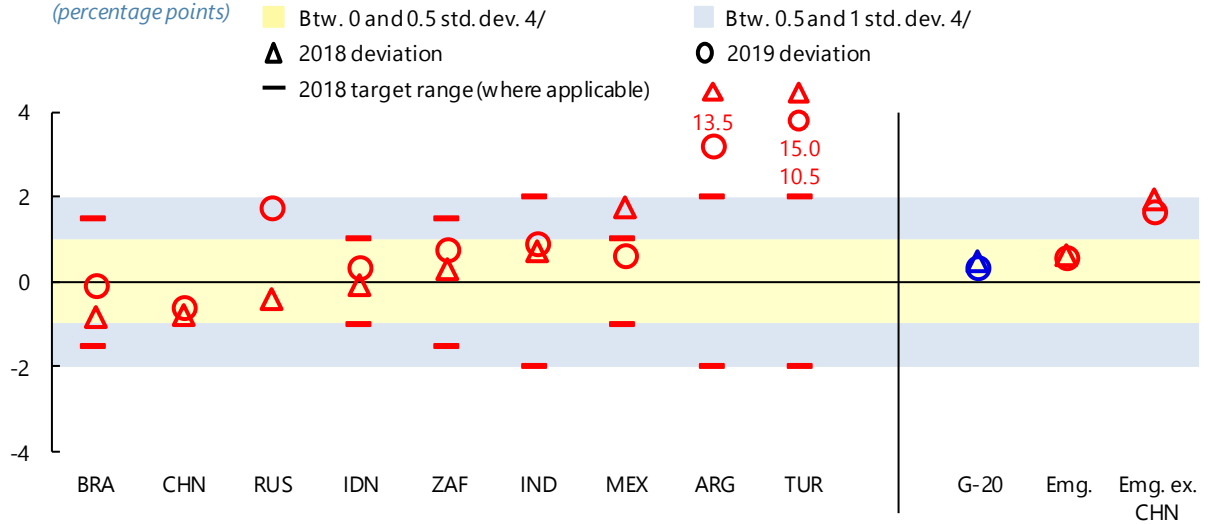 (percentage points)
Btw. 0 and 0.5 std. dev. 4/
Btw. 0.5 and 1 std. dev. 4/
2018 deviation
2019 deviation
2018 target range (where applicable)
4
2
0
-2
-4
13.5
15.0
10.5
BRA CHN RUS IDN ZAF IND MEX ARG TUR G-20 Emg. Emg. ex.
CHN